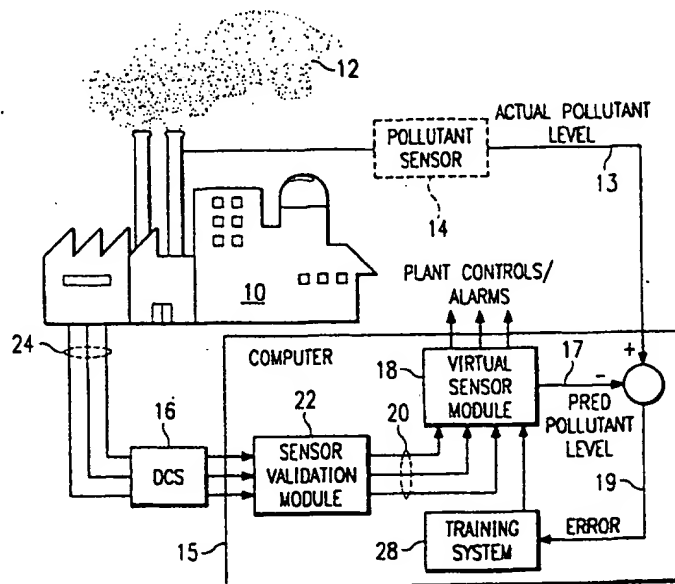 12
ACTUAL POLLUTANT
LEVEL
POLLUTANT
SENSOR
13
14
PLANT CONTROLS/
ALARMS
10
24
COMPUTER
18
VIRTUAL
SENSOR
MODULE
17
+
-
PRED
POLLUTANT
LEVEL
16
22
20
DCS
SENSOR
VALIDATION
MODULE
19
15
28
TRAINING
SYSTEM
ERROR